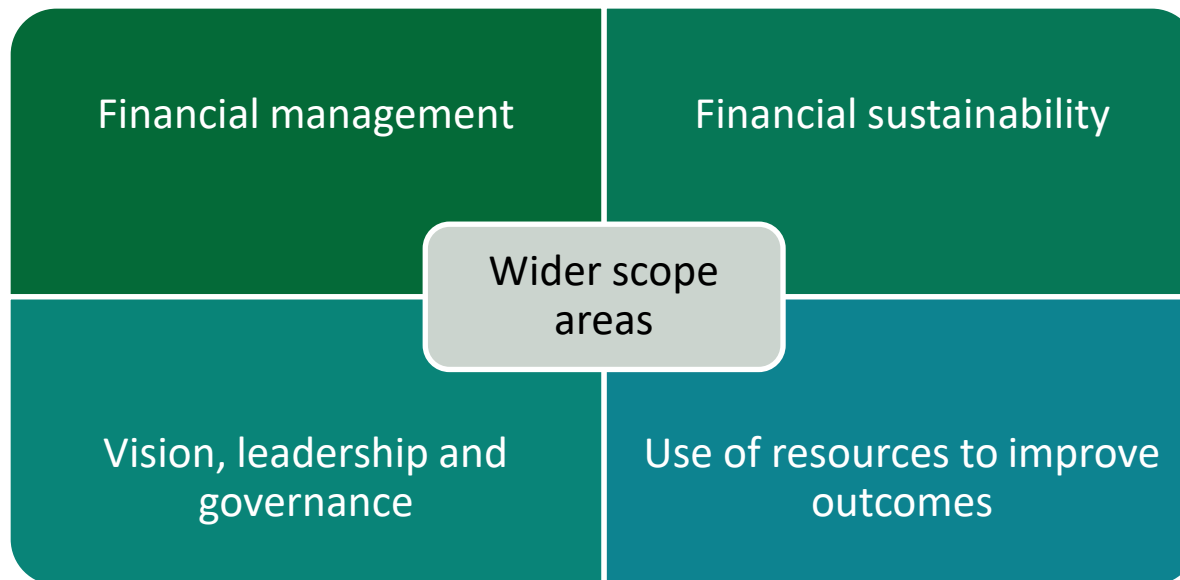 Financial management
Financial sustainability
Wider scope
areas
Vision, leadership and
governance
Use of resources to improve
outcomes